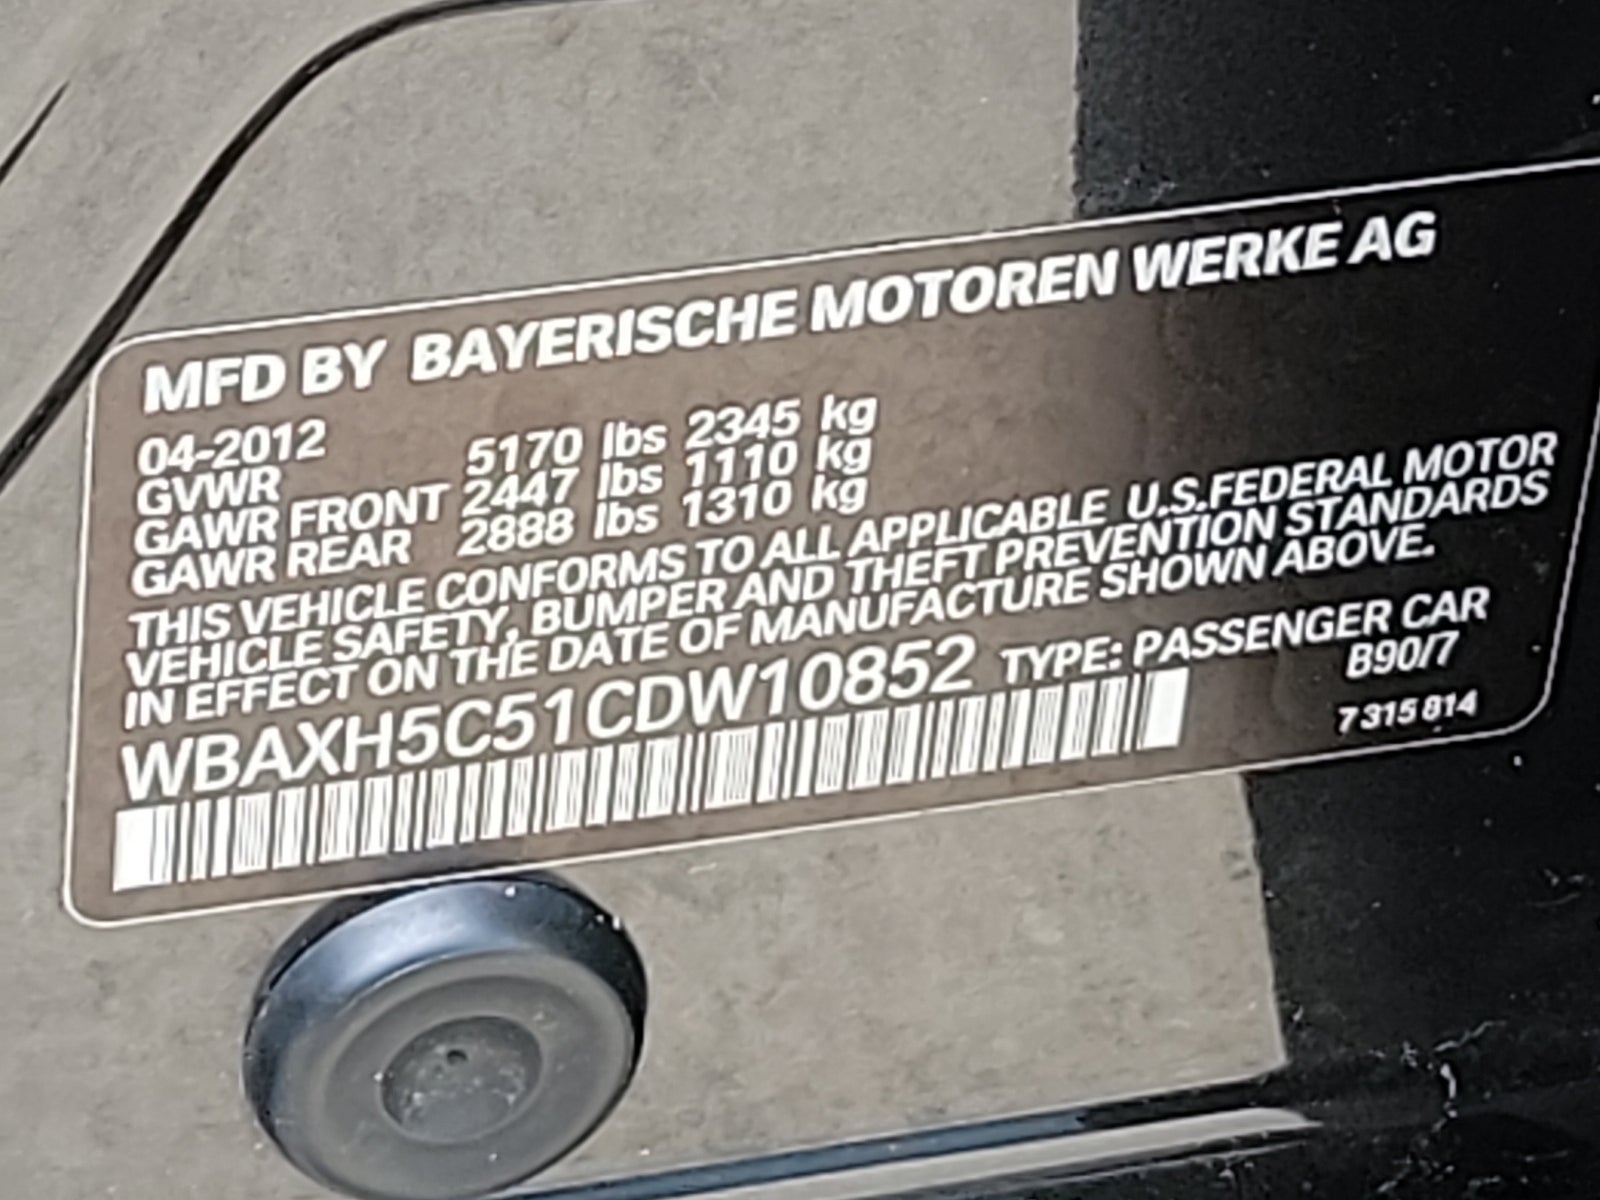 MFD BY BAYERISCHE MOTOREN WERKE AG
04-2012
GVWR 5170 lbs 2345 kg
GAWR FRONT 2447 lbs 1110 kg
GAWR REAR 2888 lbs 1310 kg
THIS VEHICLE CONFORMS TO ALL APPLICABLE U.S.FEDERAL MOTOR
VEHICLE SAFETY, BUMPER AND THEFT PREVENTION STANDARDS
IN EFFECT ON THE DATE OF MANUFACTURE SHOWN ABOVE.
WBAXH5C51CDW10852 TYPE: PASSENGER CAR
B90/7
7 315 814